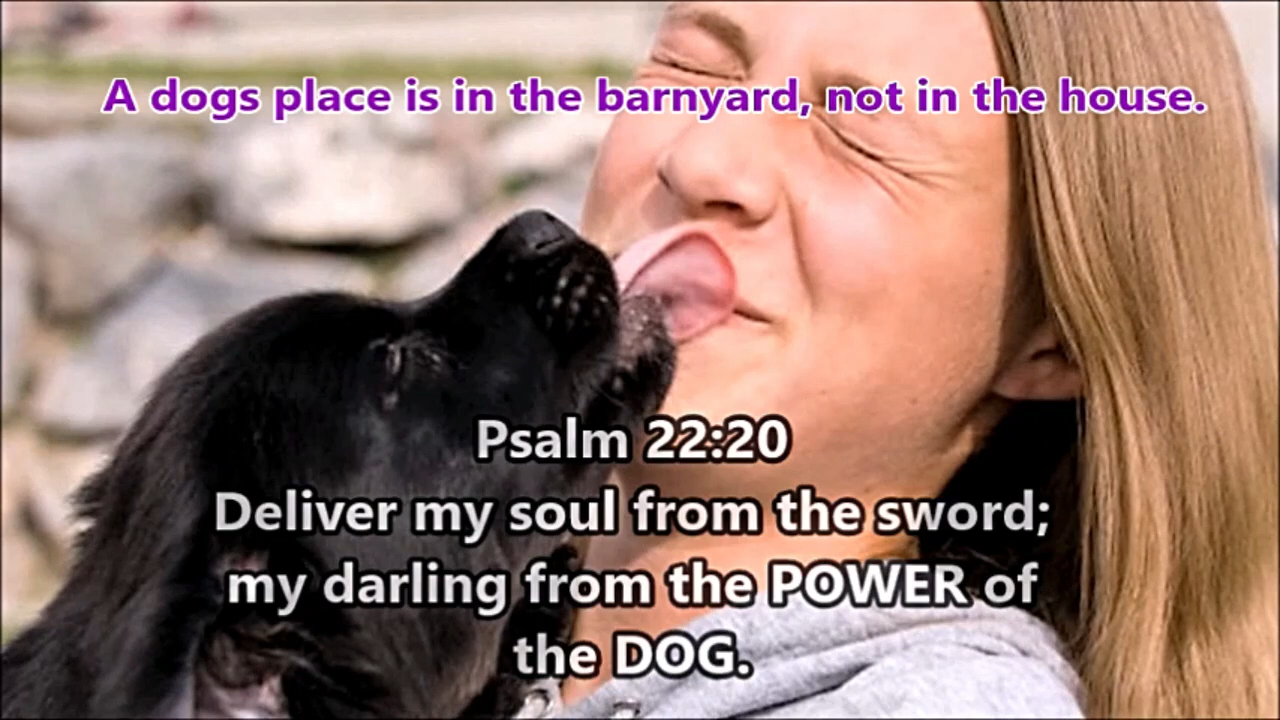 A dogs place is in the barnyard, not in the house.
Psalm 22:20
Deliver my soul from the sword;
my darling from the POWER of
the DOG.